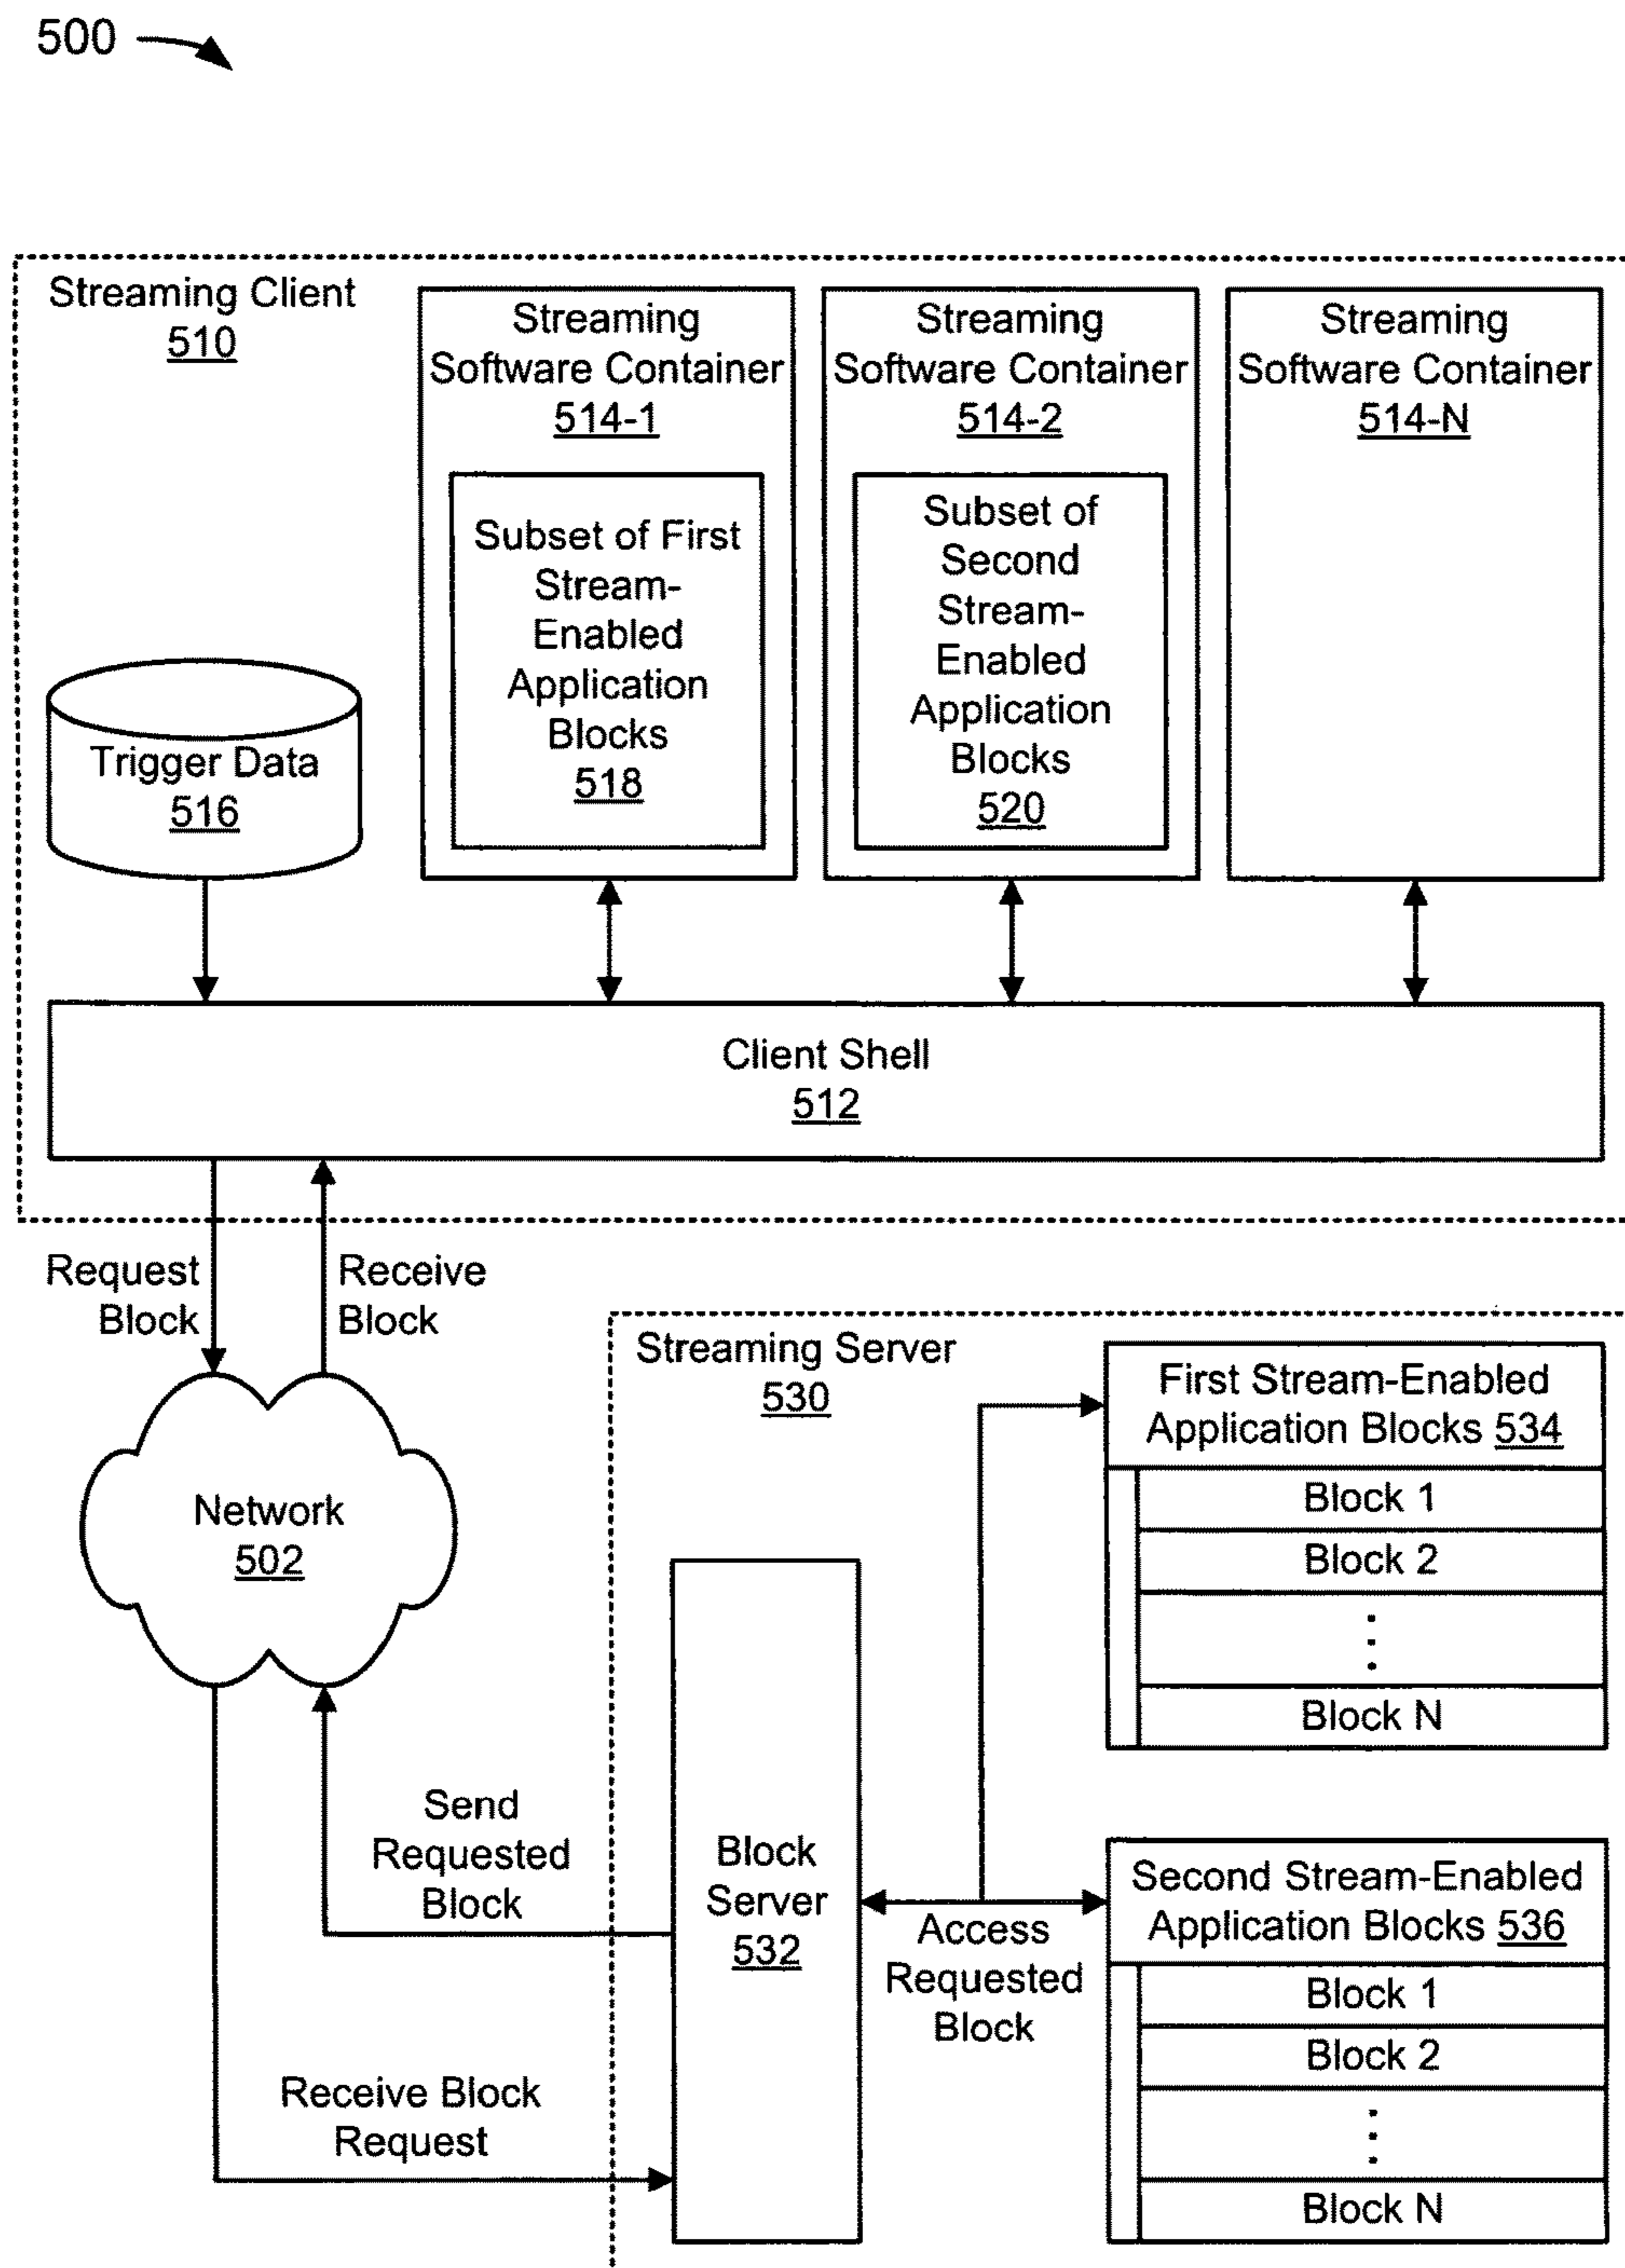 500
Streaming Client
510
Streaming
Software Container
514-1
Subset of First
Stream-
Enabled
Application
Blocks
518
Streaming
Software Container
514-2
Subset of
Second
Stream-
Enabled
Application
Blocks
520
Streaming
Software Container
514-N
Trigger Data
516
Client Shell
512
Request
Block
Receive
Block
Network
502
Streaming Server
530
First Stream-Enabled
Application Blocks 534
Block 1
Block 2
Block N
Send
Requested
Block
Block
Server
532
Access
Requested
Block
Second Stream-Enabled
Application Blocks 536
Block 1
Block 2
Block N
Receive Block
Request